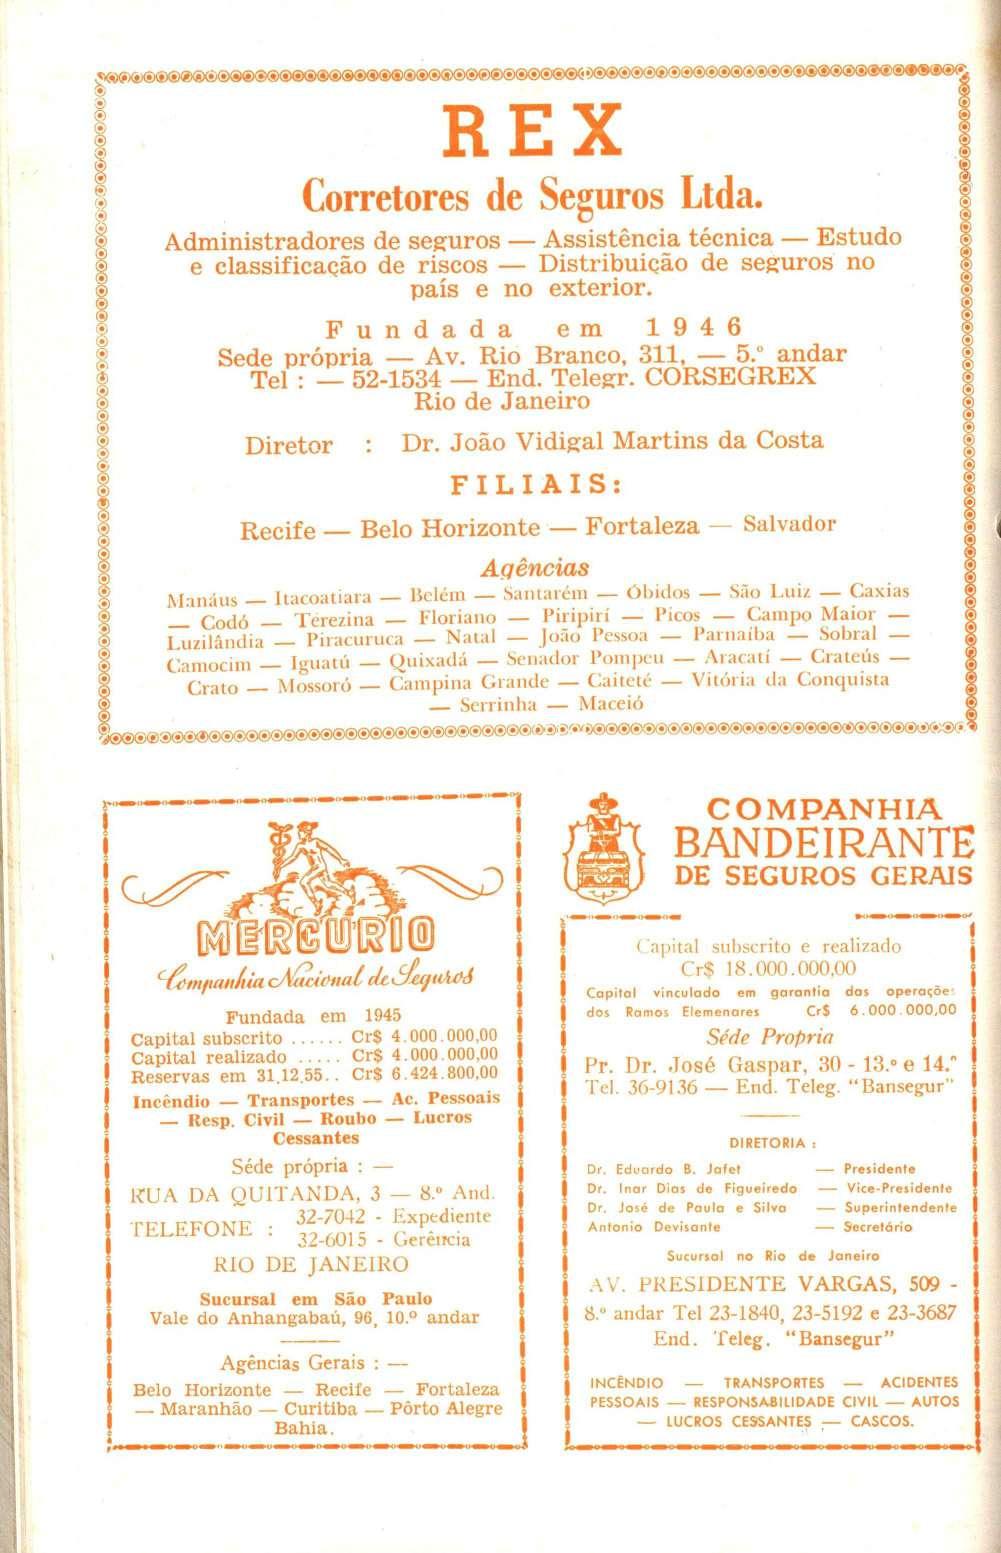 REX
Corretores de Seguros Ltda.
Administradores de seguros — Assistência técnica — Estudo
e classificação de riscos — Distribuição de seguros no
país e no exterior.
Fundada em 1946
Sede própria — Av. Rio Branco, 311, — 5.º andar
Tel : — 52-1534 — End. Telegr. CORSEGREX
Rio de Janeiro
Diretor : Dr. João Vidigal Martins da Costa
FILIAIS:
Recife — Belo Horizonte — Fortaleza — Salvador
Agências
Manáus — Itacoatiara — Belém — Santarém — Óbidos — São Luiz — Caxias
— Codó — Terezina — Floriano — Piripirí — Picos — Campo Maior —
Luzilândia — Piracuruca — Natal — João Pessoa — Parnaíba — Sobral —
Camocim — Iguatú — Quixadá — Senador Pompeu — Aracatí — Crateús —
Crato — Mossoró — Campina Grande — Caiteté — Vitória da Conquista
— Serrinha — Maceió
MERCURIO
Companhia Nacional de Seguros
Fundada em 1945
Capital subscrito ...... Cr$ 4.000.000,00
Capital realizado ..... Cr$ 4.000.000,00
Reservas em 31.12.55.. Cr$ 6.424.800,00
Incêndio — Transportes — Ac. Pessoais
— Resp. Civil — Roubo — Lucros
Cessantes
Séde própria : —
RUA DA QUITANDA, 3 — 8.º And.
TELEFONE : 32-7042 - Expediente
32-6015 - Gerência
RIO DE JANEIRO
Sucursal em São Paulo
Vale do Anhangabaú, 96, 10.º andar
Agências Gerais : —
Belo Horizonte — Recife — Fortaleza
— Maranhão — Curitiba — Pôrto Alegre
Bahia.
COMPANHIA
BANDEIRANTE
DE SEGUROS GERAIS
Capital subscrito e realizado
Cr$ 18.000.000,00
Capital vinculado em garantia das operações
dos Ramos Elemenares Cr$ 6.000.000,00
Séde Propria
Pr. Dr. José Gaspar, 30 - 13.º e 14.º
Tel. 36-9136 — End. Teleg. "Bansegur"
DIRETORIA :
Dr. Eduardo B. Jafet — Presidente
Dr. Inar Dias de Figueiredo — Vice-Presidente
Dr. José de Paula e Silva — Superintendente
Antonio Devisante — Secretário
Sucursal no Rio de Janeiro
AV. PRESIDENTE VARGAS, 509 -
8.º andar Tel 23-1840, 23-5192 e 23-3687
End. Teleg. "Bansegur"
INCÊNDIO — TRANSPORTES — ACIDENTES
PESSOAIS — RESPONSABILIDADE CIVIL — AUTOS
— LUCROS CESSANTES — CASCOS.